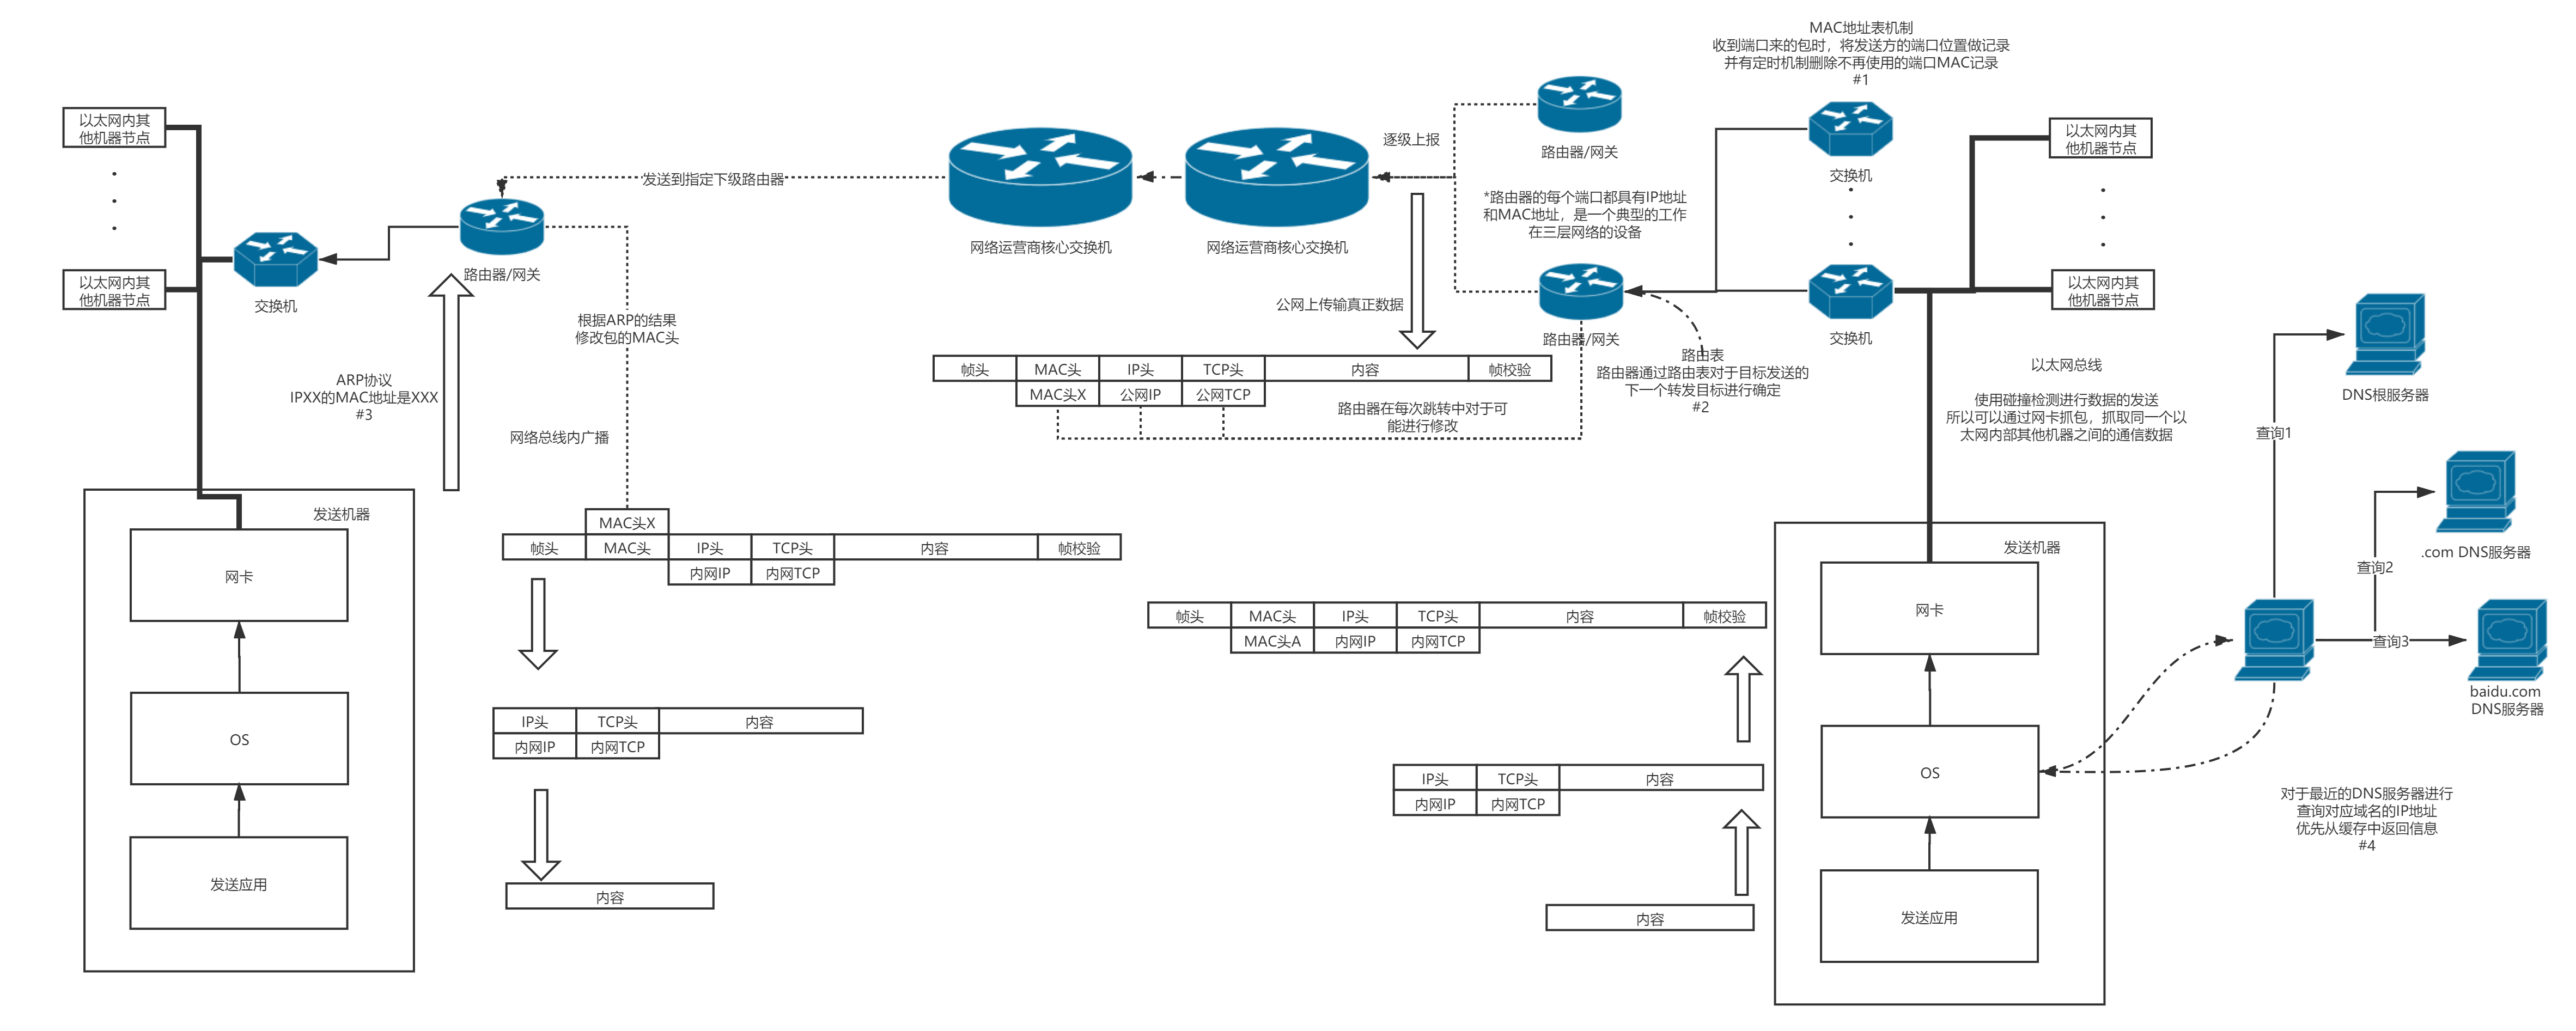 MAC地址表机制
收到端口来的包时，将发送方的端口位置做记录
并有定时机制删除不再使用的端口MAC记录
#1
以太网内其
他机器节点
以太网内其
他机器节点
交换机
路由器/网关
发送到指定下级路由器
网络运营商核心交换机
网络运营商核心交换机
逐级上报
路由器/网关
*路由器的每个端口都具有IP地址
和MAC地址，是一个典型的工作
在三层网络的设备
路由器/网关
交换机
交换机
以太网内其
他机器节点
以太网内其
他机器节点
根据ARP的结果
修改包的MAC头
ARP协议
IPXX的MAC地址是XXX
#3
网络总线内广播
公网上传输真正数据
帧头 MAC头 IP头 TCP头 内容 帧校验
MAC头X 公网IP 公网TCP
路由器在每次跳转中对于可
能进行修改
路由表
路由器通过路由表对于目标发送的
下一个转发目标进行确定
#2
以太网总线
使用碰撞检测进行数据的发送
所以可以通过网卡抓包，抓取同一个以
太网内部其他机器之间的通信数据
DNS根服务器
查询1
.com DNS服务器
查询2
查询3
baidu.com
DNS服务器
对于最近的DNS服务器进行
查询对应域名的IP地址
优先从缓存中返回信息
#4
发送机器
网卡
OS
发送应用
MAC头X
帧头 MAC头 IP头 TCP头 内容 帧校验
内网IP 内网TCP
IP头 TCP头 内容
内网IP 内网TCP
内容
帧头 MAC头 IP头 TCP头 内容 帧校验
MAC头A 内网IP 内网TCP
IP头 TCP头 内容
内网IP 内网TCP
内容
发送机器
网卡
OS
发送应用